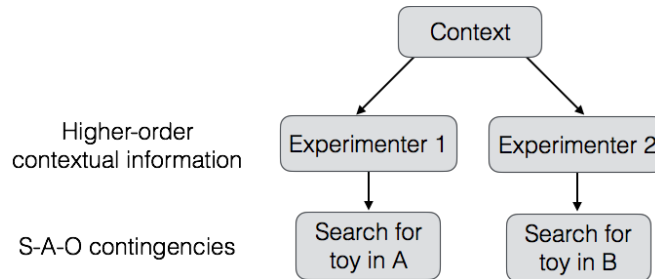 Context
Higher-order
contextual information
Experimenter 1
Experimenter 2
S-A-O contingencies
Search for
toy in A
Search for
toy in B